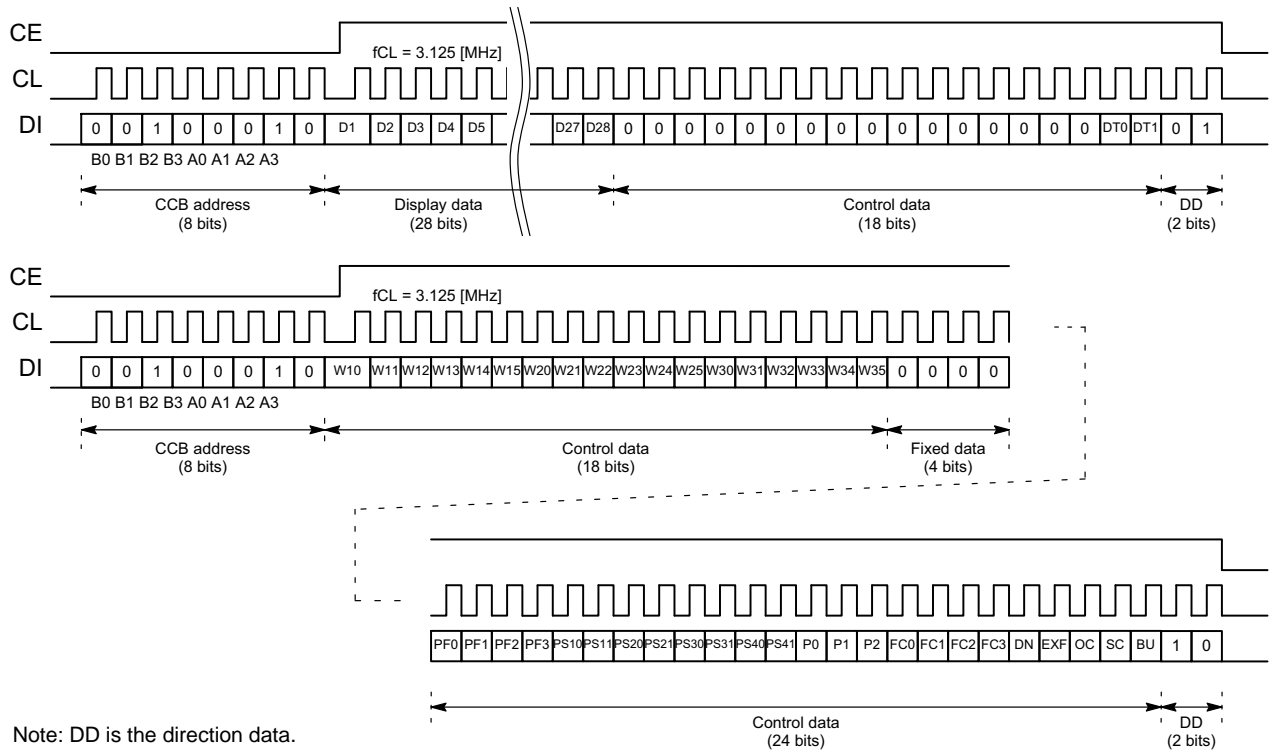 CE
fCL = 3.125 [MHz]
CL
DI 0 0 1 0 0 0 1 0 D1 D2 D3 D4 D5 D27 D28 0 0 0 0 0 0 0 0 0 0 0 0 0 0 0 0 DT0 DT1 0 1
B0 B1 B2 B3 A0 A1 A2 A3
CCB address Display data Control data DD
(8 bits) (28 bits) (18 bits) (2 bits)
CE
fCL = 3.125 [MHz]
CL
DI 0 0 1 0 0 0 1 0 W10 W11 W12 W13 W14 W15 W20 W21 W22 W23 W24 W25 W30 W31 W32 W33 W34 W35 0 0 0 0
B0 B1 B2 B3 A0 A1 A2 A3
CCB address Control data Fixed data
(8 bits) (18 bits) (4 bits)
PF0 PF1 PF2 PF3 PS10 PS11 PS20 PS21 PS30 PS31 PS40 PS41 P0 P1 P2 FC0 FC1 FC2 FC3 DN EXF OC SC BU 1 0
Control data DD
(24 bits) (2 bits)
Note: DD is the direction data.